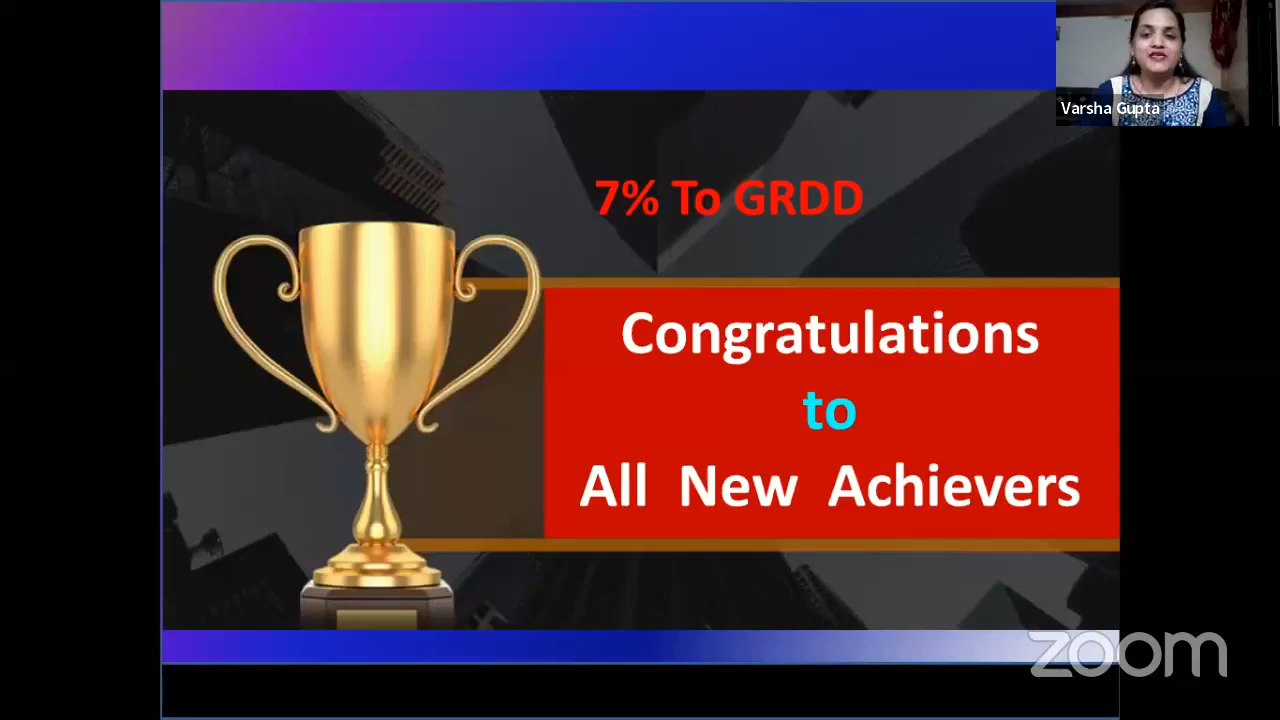 Varsha Gupta
7% To GRDD
Congratulations
to
All New Achievers
zoom